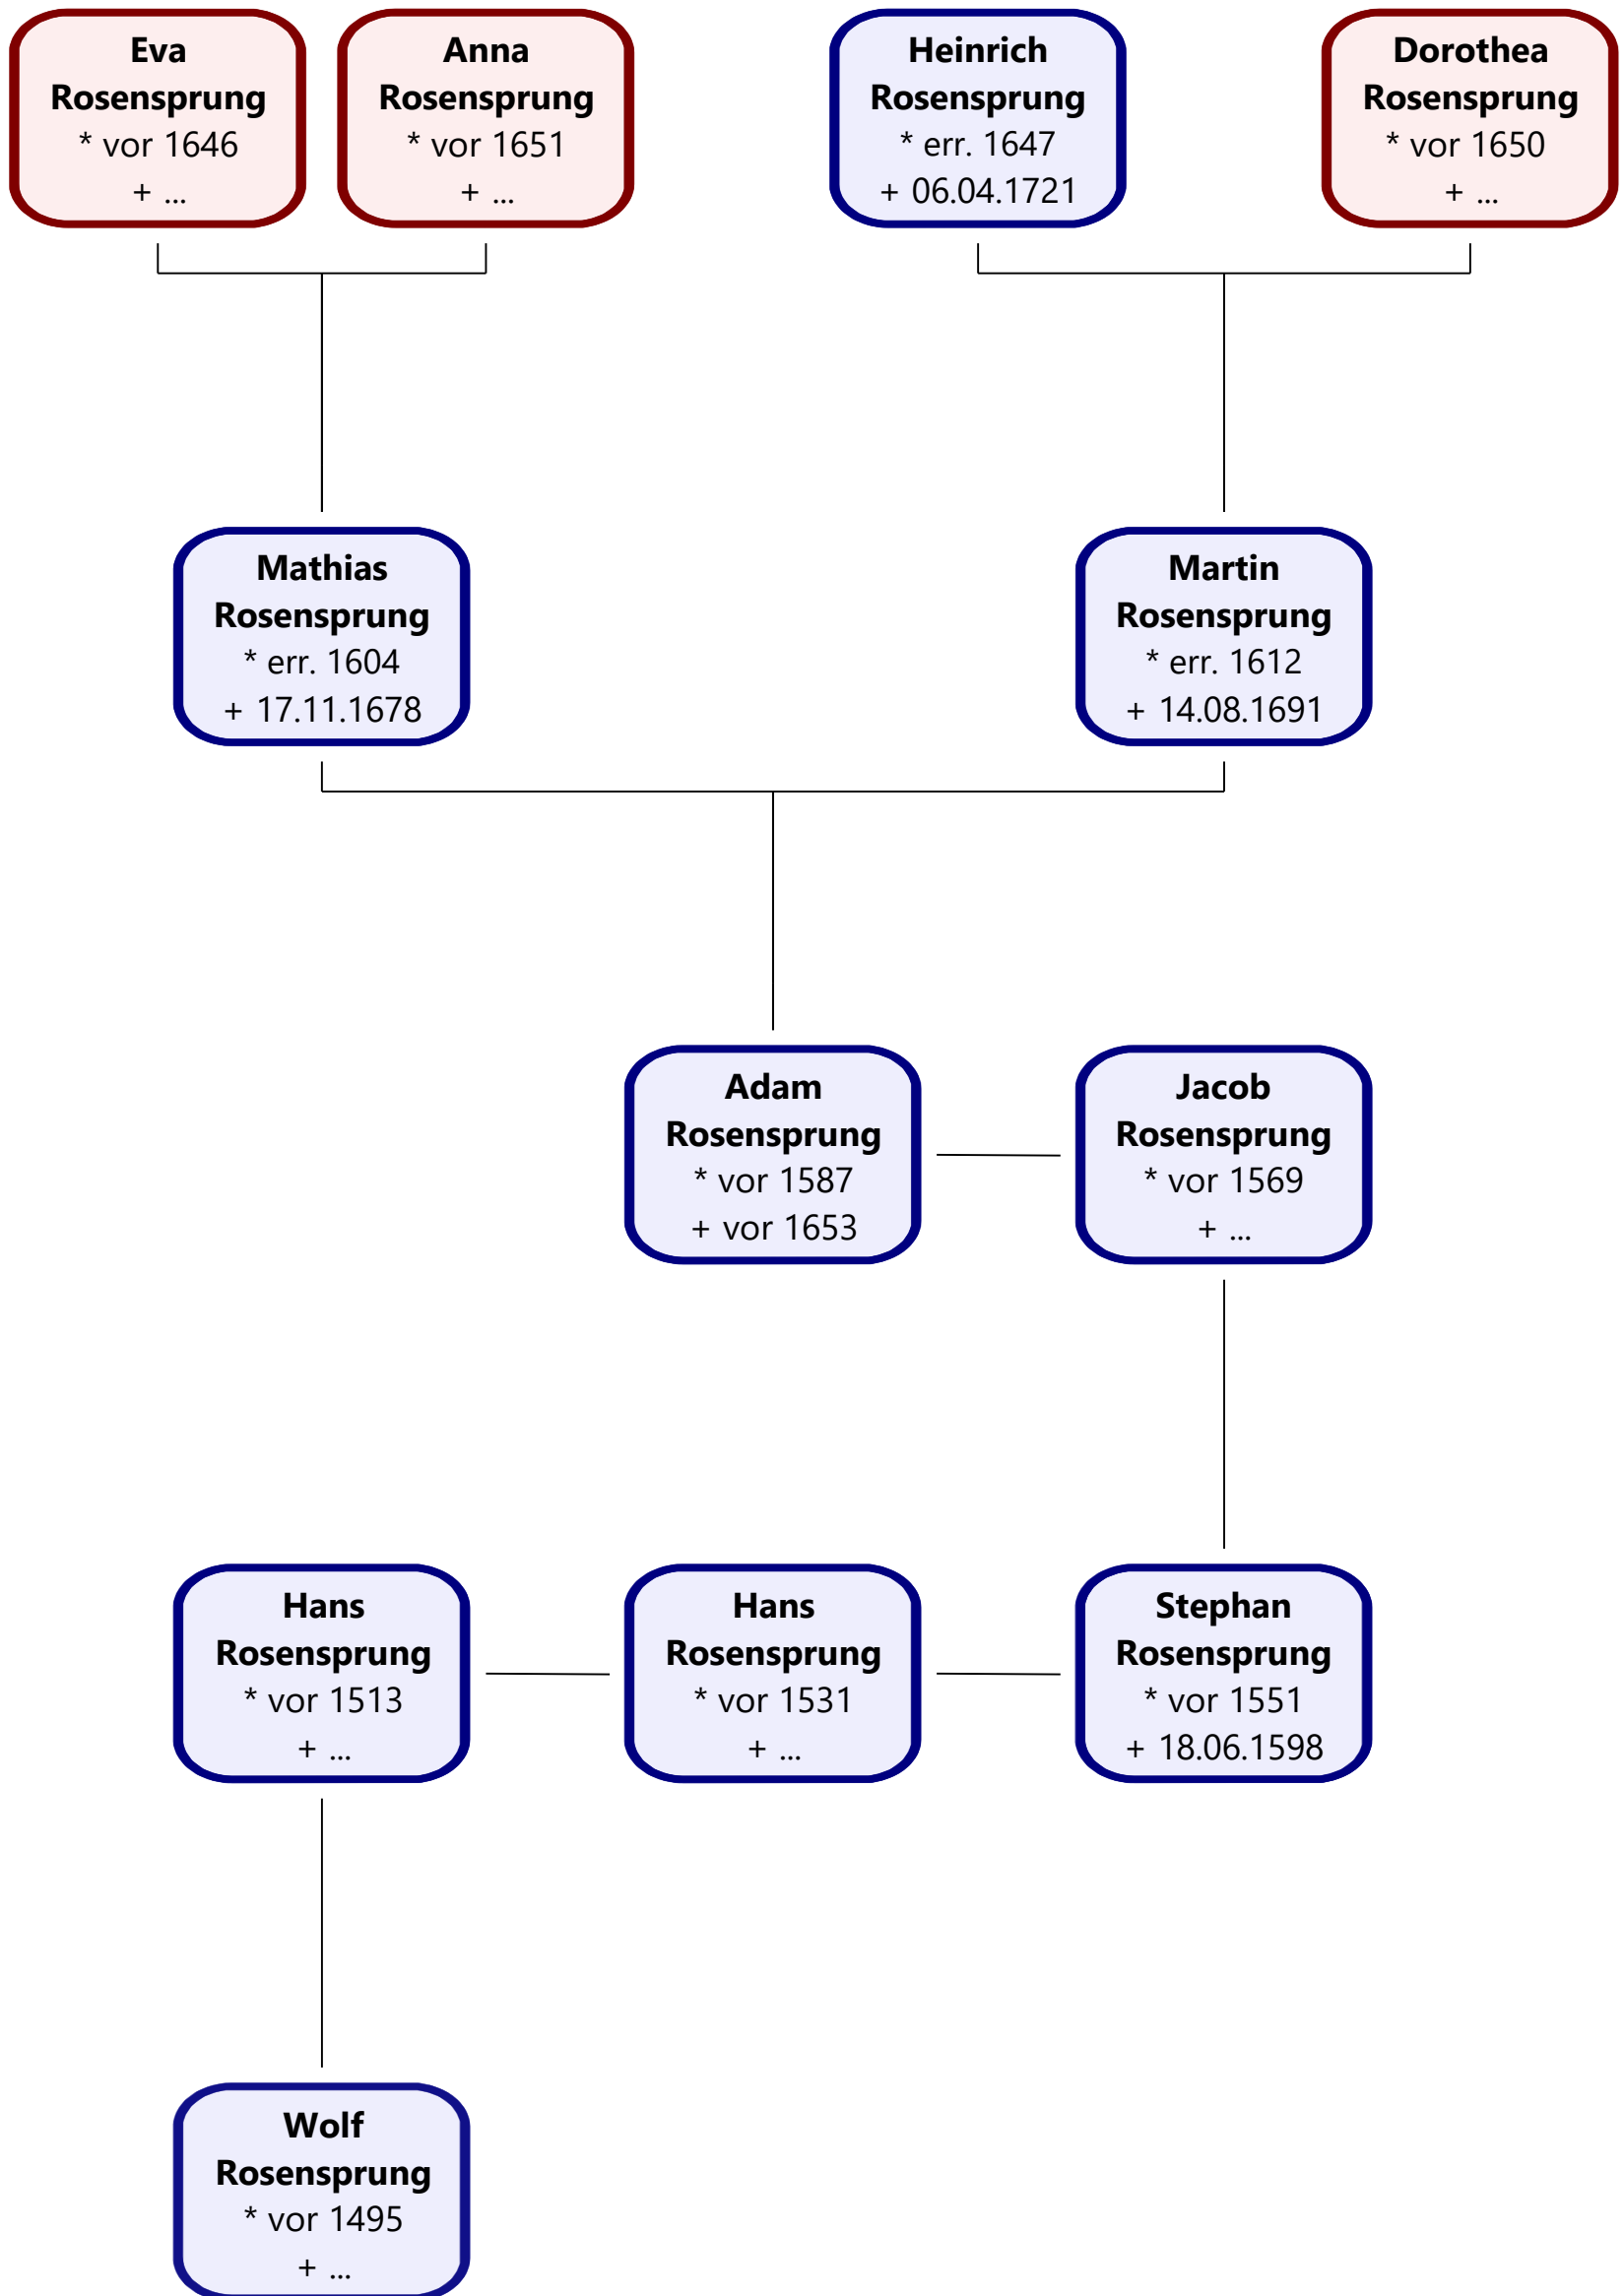 Eva
Rosensprung
* vor 1646
+ ...
Anna
Rosensprung
* vor 1651
+ ...
Heinrich
Rosensprung
* err. 1647
+ 06.04.1721
Dorothea
Rosensprung
* vor 1650
+ ...
Mathias
Rosensprung
* err. 1604
+ 17.11.1678
Martin
Rosensprung
* err. 1612
+ 14.08.1691
Adam
Rosensprung
* vor 1587
+ vor 1653
Jacob
Rosensprung
* vor 1569
+ ...
Hans
Rosensprung
* vor 1513
+ ...
Hans
Rosensprung
* vor 1531
+ ...
Stephan
Rosensprung
* vor 1551
+ 18.06.1598
Wolf
Rosensprung
* vor 1495
+ ...